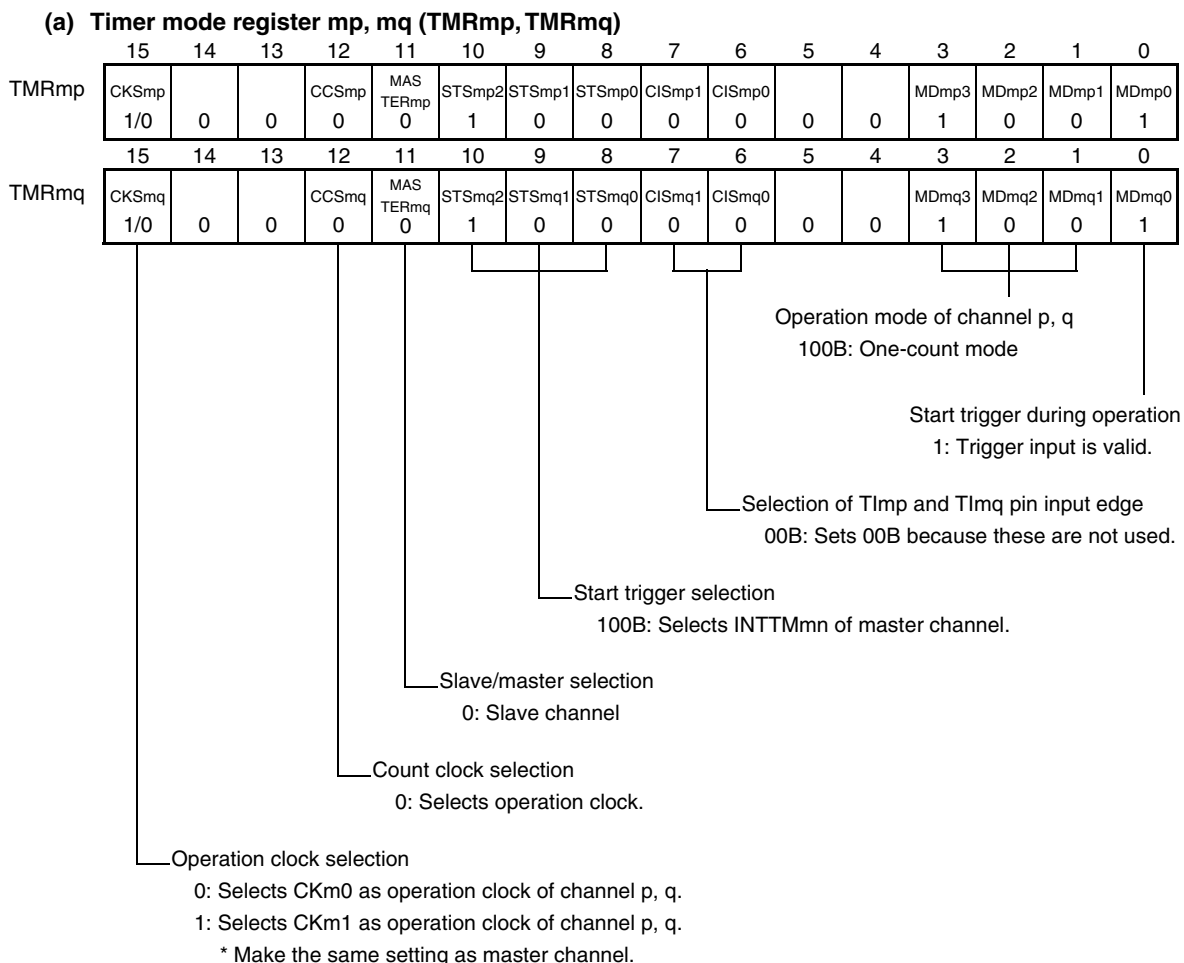 (a) Timer mode register mp, mq (TMRmp, TMRmq)
15 14 13 12 11 10 9 8 7 6 5 4 3 2 1 0
TMRmp CKSmp CCSmp MAS TERmp STSmp2 STSmp1 STSmp0 CISmp1 CISmp0 MDmp3 MDmp2 MDmp1 MDmp0
1/0 0 0 0 0 1 0 0 0 0 0 0 1 0 0 1
15 14 13 12 11 10 9 8 7 6 5 4 3 2 1 0
TMRmq CKSmq CCSmq MAS TERmq STSmq2 STSmq1 STSmq0 CISmq1 CISmq0 MDmq3 MDmq2 MDmq1 MDmq0
1/0 0 0 0 0 1 0 0 0 0 0 0 1 0 0 1
Operation mode of channel p, q
100B: One-count mode
Start trigger during operation
1: Trigger input is valid.
Selection of TImp and TImq pin input edge
00B: Sets 00B because these are not used.
Start trigger selection
100B: Selects INTTMmn of master channel.
Slave/master selection
0: Slave channel
Count clock selection
0: Selects operation clock.
Operation clock selection
0: Selects CKm0 as operation clock of channel p, q.
1: Selects CKm1 as operation clock of channel p, q.
* Make the same setting as master channel.